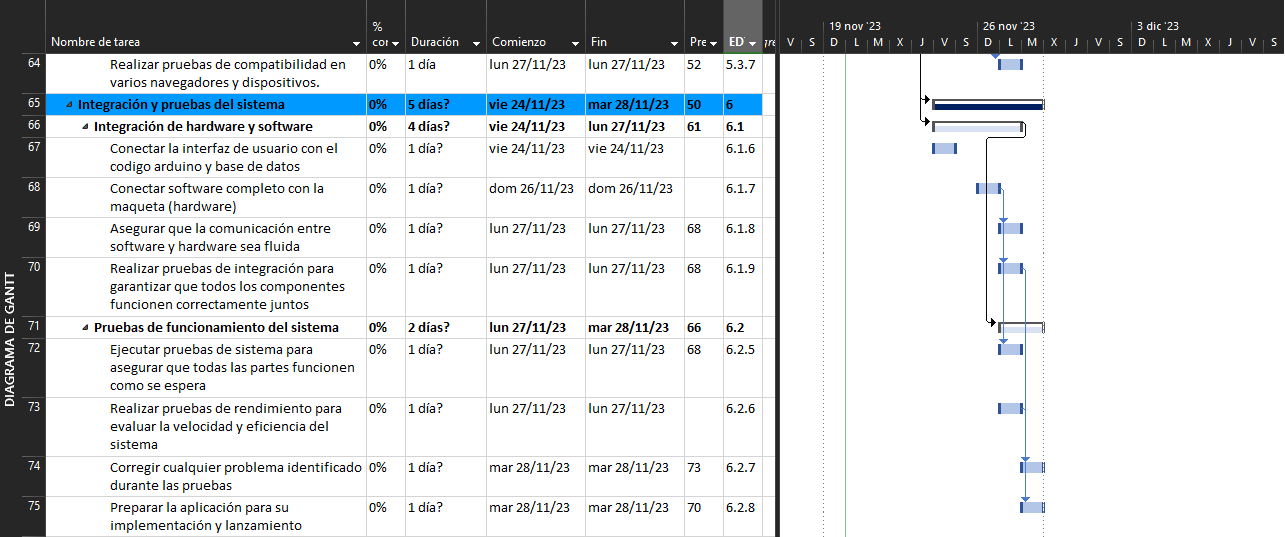 19 nov '23 26 nov '23 3 dic '23
%
Nombre de tarea cor Duración Comienzo Fin Pre ED V S D L M X J V S D L M X J V S
64 Realizar pruebas de compatibilidad en 0% 1 día lun 27/11/23 lun 27/11/23 52 5.3.7
varios navegadores y dispositivos.
65 Integración y pruebas del sistema 0% 5 días? vie 24/11/23 mar 28/11/23 50 6
66 Integración de hardware y software 0% 4 días? vie 24/11/23 lun 27/11/23 61 6.1
67 Conectar la interfaz de usuario con el 0% 1 día? vie 24/11/23 vie 24/11/23 6.1.6
codigo arduino y base de datos
68 Conectar software completo con la 0% 1 día? dom 26/11/23 dom 26/11/23 6.1.7
maqueta (hardware)
69 Asegurar que la comunicación entre 0% 1 día? lun 27/11/23 lun 27/11/23 68 6.1.8
software y hardware sea fluida
70 Realizar pruebas de integración para 0% 1 día? lun 27/11/23 lun 27/11/23 68 6.1.9
garantizar que todos los componentes
funcionen correctamente juntos
71 Pruebas de funcionamiento del sistema 0% 2 días? lun 27/11/23 mar 28/11/23 66 6.2
72 Ejecutar pruebas de sistema para 0% 1 día? lun 27/11/23 lun 27/11/23 68 6.2.5
asegurar que todas las partes funcionen
como se espera
73 Realizar pruebas de rendimiento para 0% 1 día? lun 27/11/23 lun 27/11/23 6.2.6
evaluar la velocidad y eficiencia del
sistema
74 Corregir cualquier problema identificado 0% 1 día? mar 28/11/23 mar 28/11/23 73 6.2.7
durante las pruebas
75 Preparar la aplicación para su 0% 1 día? mar 28/11/23 mar 28/11/23 70 6.2.8
implementación y lanzamiento
DIAGRAMA DE GANTT